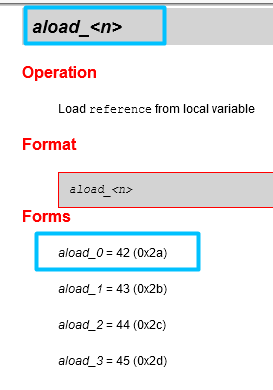 aload_<n>
Operation
Load reference from local variable
Format
aload_<n>
Forms
aload_0 = 42 (0x2a)
aload_1 = 43 (0x2b)
aload_2 = 44 (0x2c)
aload_3 = 45 (0x2d)